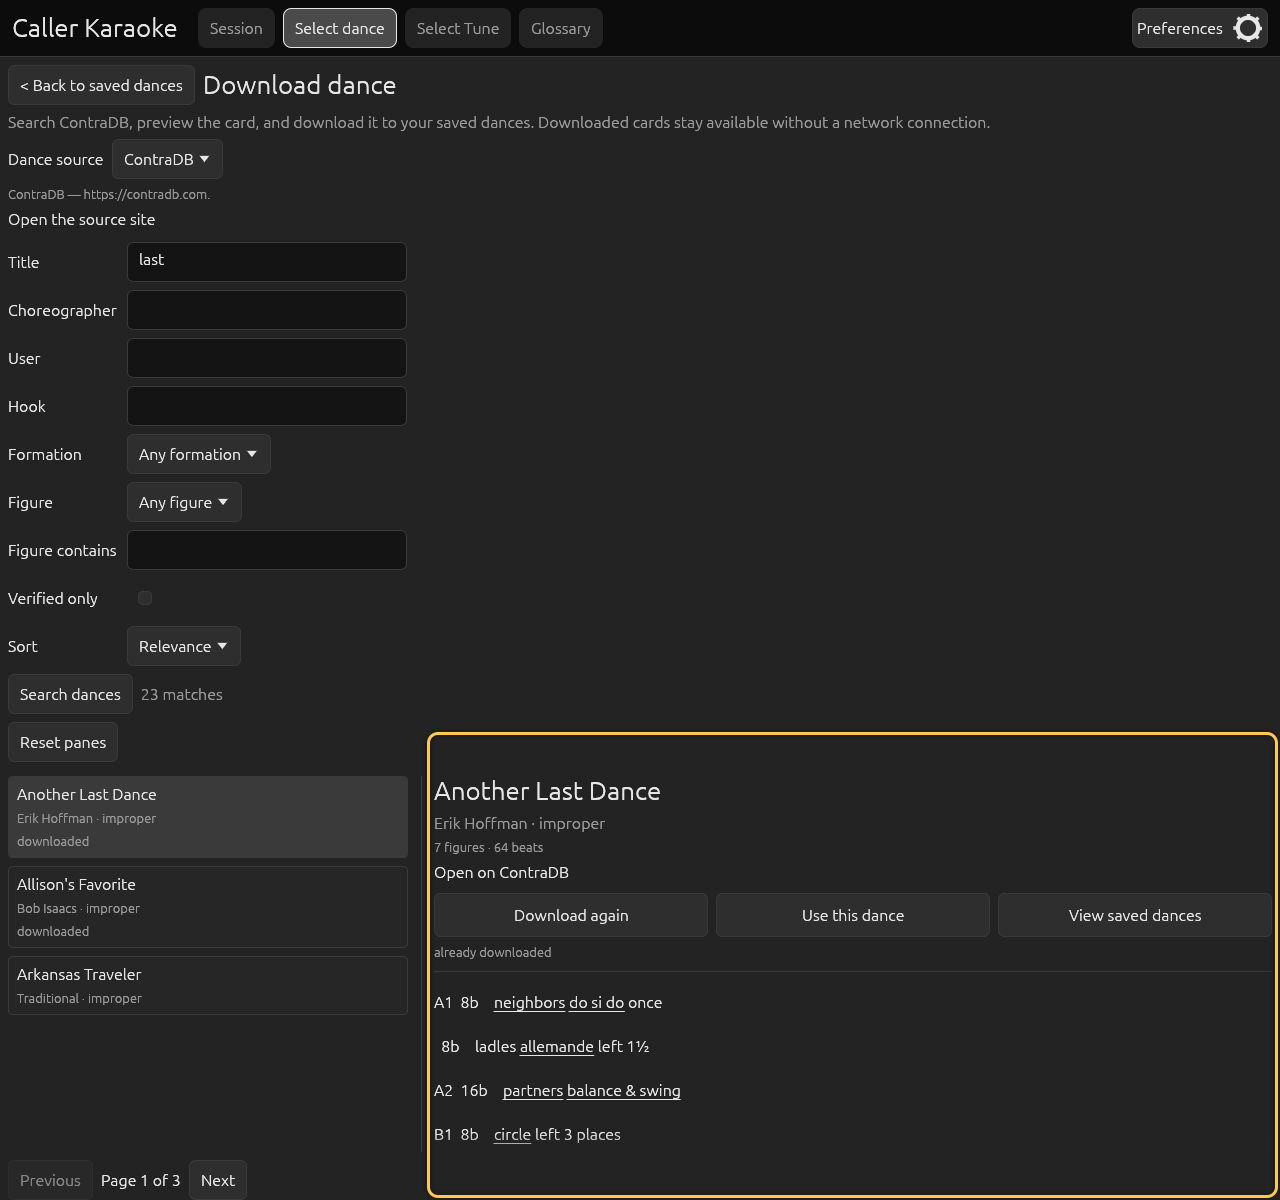 Caller Karaoke Session Select dance Select Tune Glossary Preferences
< Back to saved dances Download dance
Search ContraDB, preview the card, and download it to your saved dances. Downloaded cards stay available without a network connection.
Dance source ContraDB
ContraDB — https://contradb.com.
Open the source site
Title last
Choreographer
User
Hook
Formation Any formation
Figure Any figure
Figure contains
Verified only
Sort Relevance
Search dances 23 matches
Reset panes
Another Last Dance
Erik Hoffman · improper
downloaded
Allison's Favorite
Bob Isaacs · improper
downloaded
Arkansas Traveler
Traditional · improper
Previous Page 1 of 3 Next
Another Last Dance
Erik Hoffman · improper
7 figures · 64 beats
Open on ContraDB
Download again Use this dance View saved dances
already downloaded
A1 8b neighbors do si do once
8b ladles allemande left 1½
A2 16b partners balance & swing
B1 8b circle left 3 places